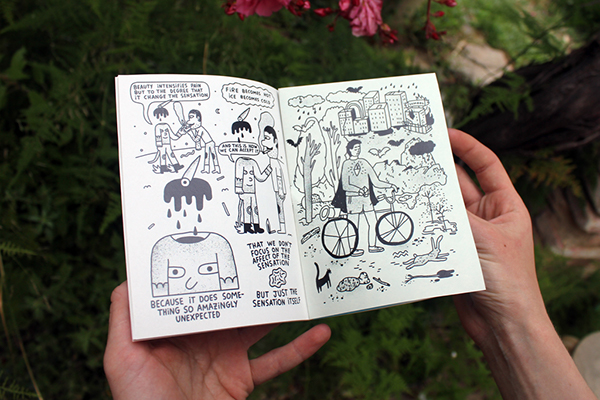 BEAUTY INTENSIFIES PAIN
BUT TO THE DEGREE THAT
IT CHANGE THE SENSATION
FIRE BECOMES
ICE BECOMES COLD
AND THIS IS HOW
WE CAN ACCEPT IT
THAT WE DON'T
FOCUS ON THE
AFFECT OF THE
SENSATION
BUT JUST THE
SENSATION ITSELF
BECAUSE IT DOES SOME-
THING SO AMAZINGLY
UNEXPECTED